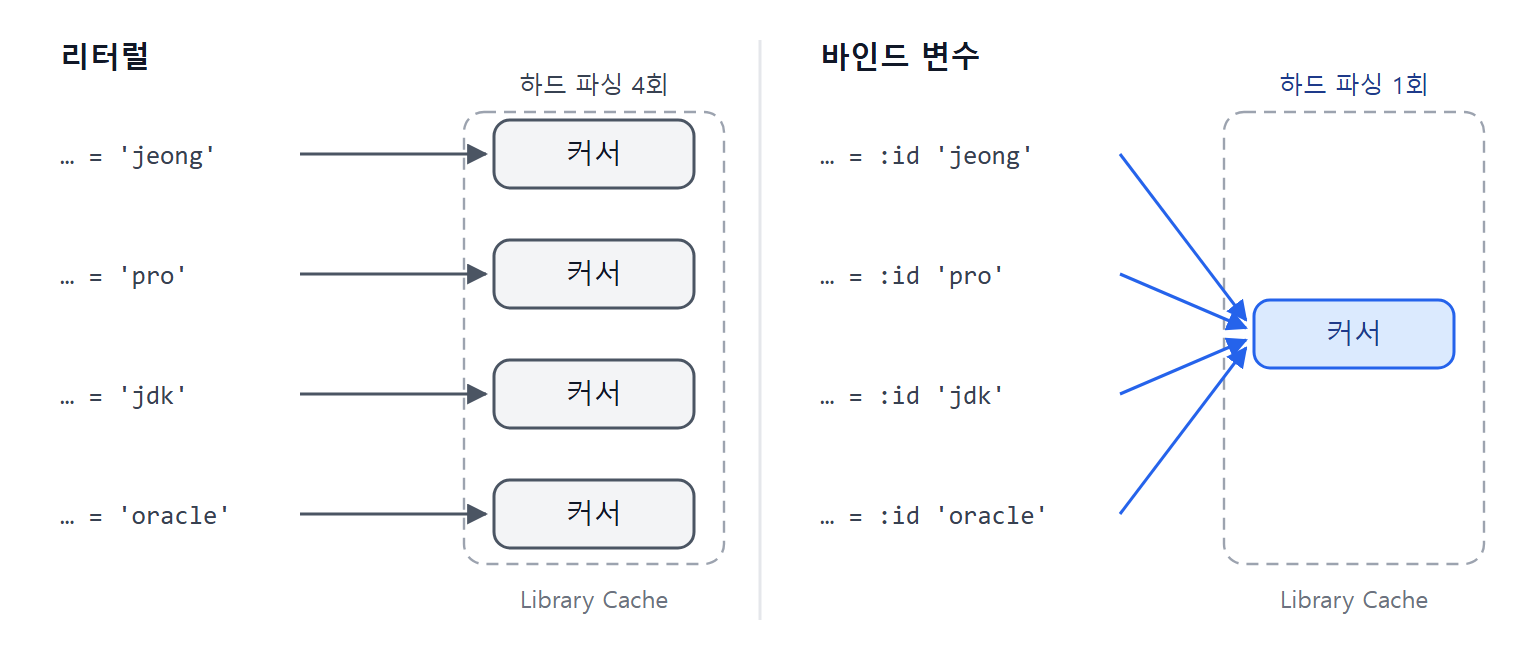 리터럴
하드 파싱 4회
… = 'jeong'
커서
… = 'pro'
커서
… = 'jdk'
커서
… = 'oracle'
커서
Library Cache
바인드 변수
하드 파싱 1회
… = :id 'jeong'
… = :id 'pro'
커서
… = :id 'jdk'
… = :id 'oracle'
Library Cache